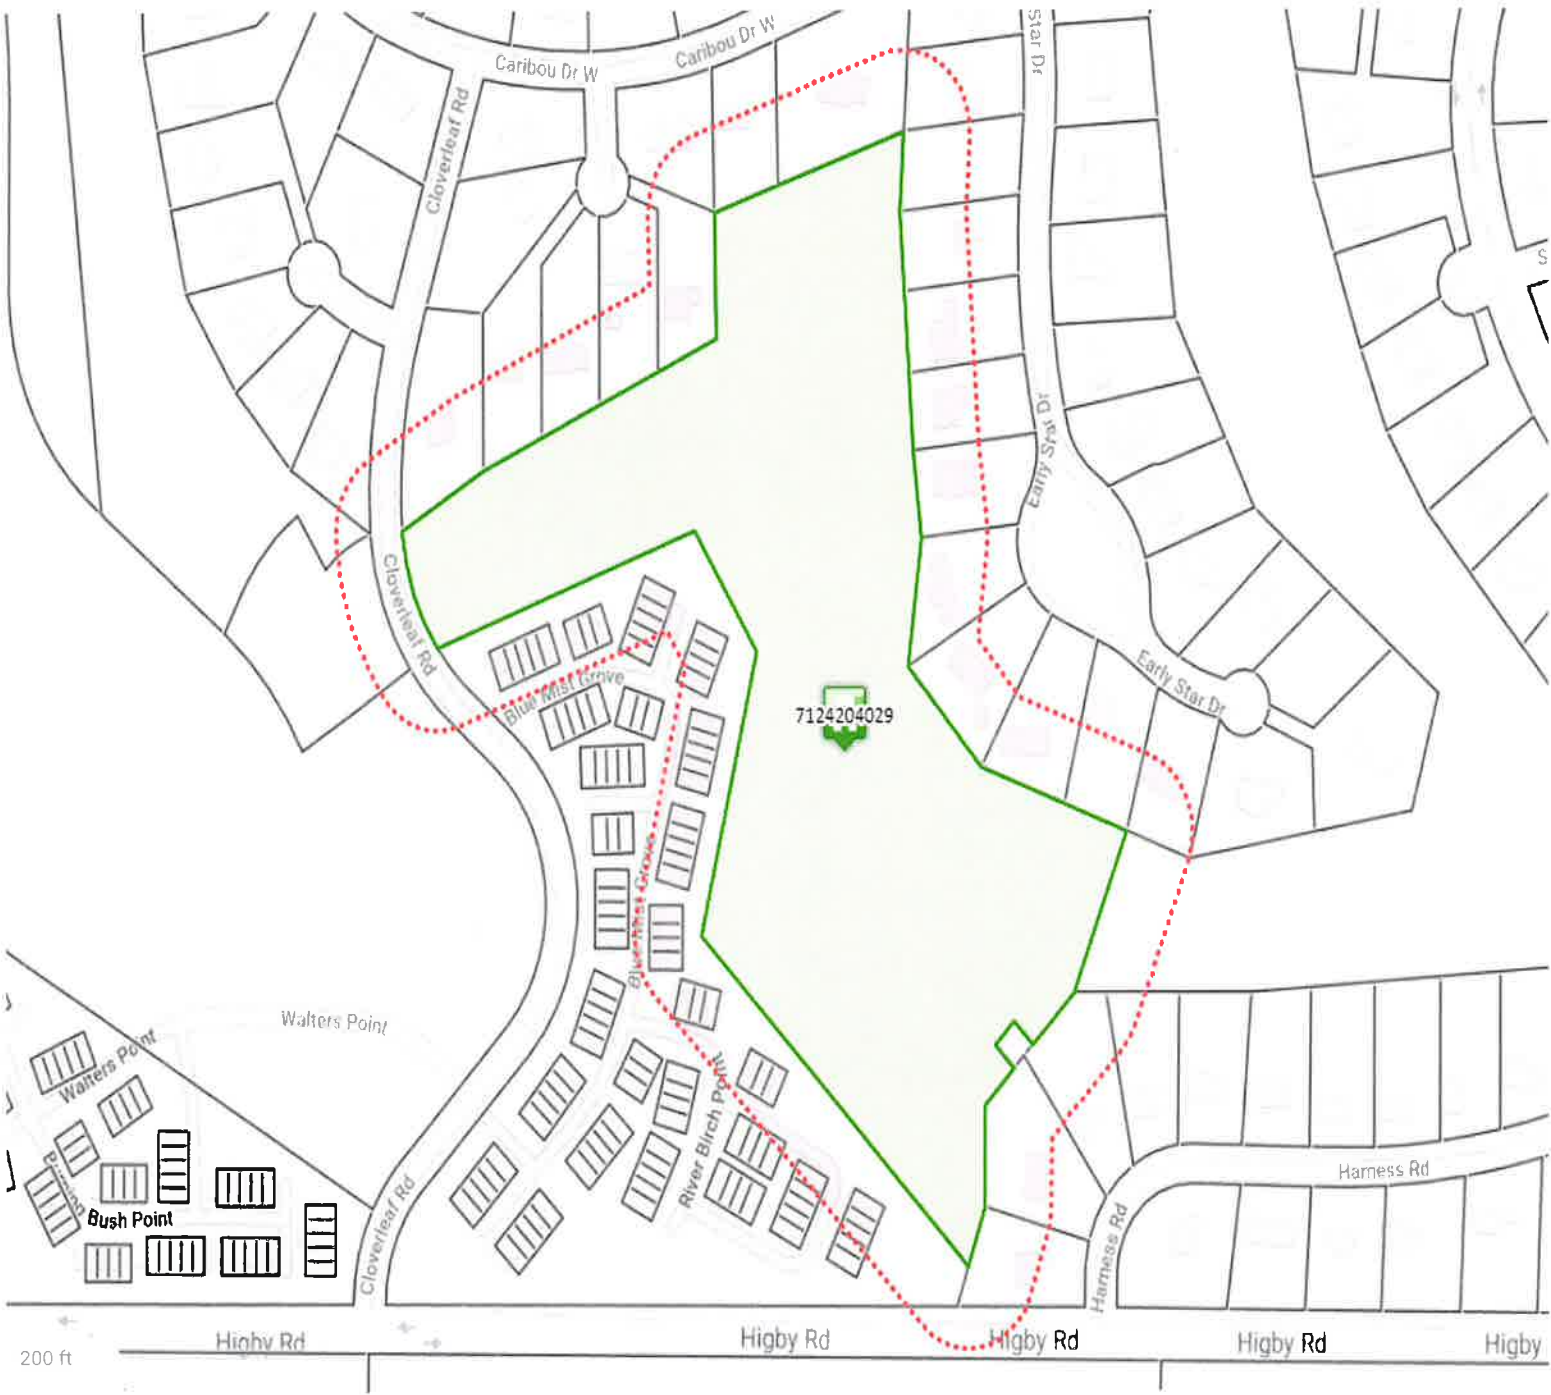 Star Dr
Caribou Dr W
Caribou Dr W
Cloverleaf Rd
S
Early Star Dr
Cloverleaf Rd
Early Star Dr
Blue Mist Grove
7124204029
Blue Mist Grove
Walters Point
Walters Point
River Birch Point
Harness Rd
Bush Point
Cloverleaf Rd
Harness Rd
Higby Rd
Higby Rd
Higby Rd
Higby Rd
Higby
200 ft